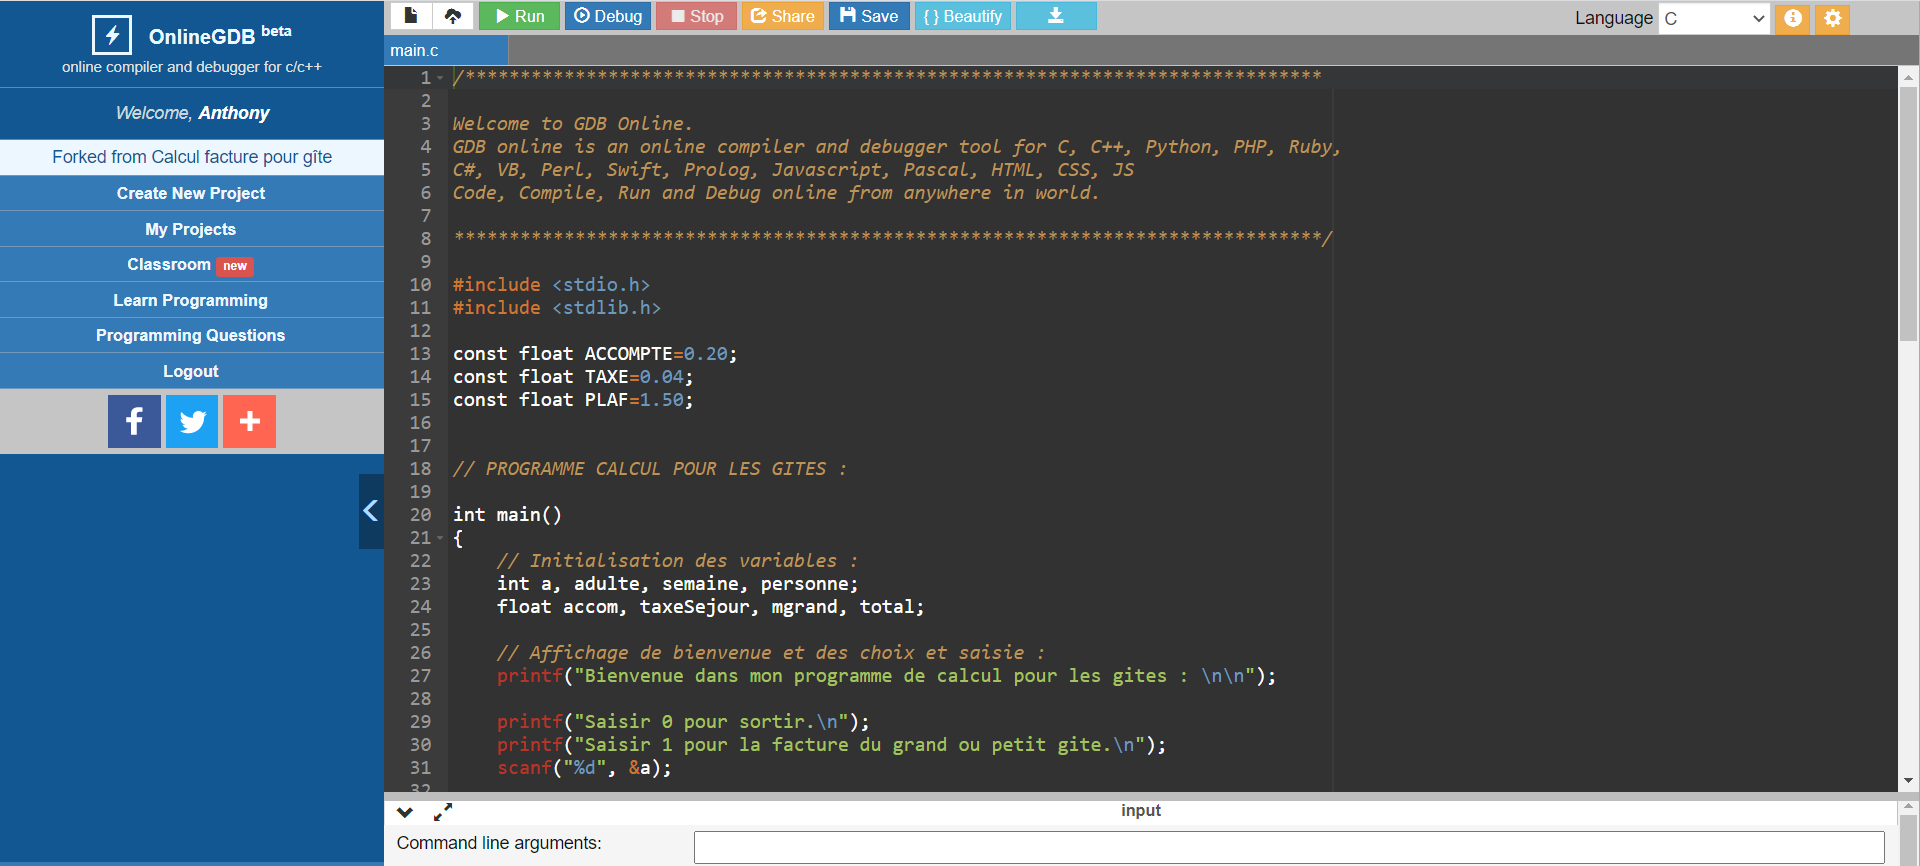 OnlineGDB beta
online compiler and debugger for c/c++
Welcome, Anthony
Forked from Calcul facture pour gîte
Create New Project
My Projects
Classroom new
Learn Programming
Programming Questions
Logout
Run Debug Stop Share Save { } Beautify
Language C
main.c
1 /******************************************************************************
2
3 Welcome to GDB Online.
4 GDB online is an online compiler and debugger tool for C, C++, Python, PHP, Ruby,
5 C#, VB, Perl, Swift, Prolog, Javascript, Pascal, HTML, CSS, JS
6 Code, Compile, Run and Debug online from anywhere in world.
7
8 *******************************************************************************/
9
10 #include <stdio.h>
11 #include <stdlib.h>
12
13 const float ACCOMPTE=0.20;
14 const float TAXE=0.04;
15 const float PLAF=1.50;
16
17
18 // PROGRAMME CALCUL POUR LES GITES :
19
20 int main()
21 {
22 // Initialisation des variables :
23 int a, adulte, semaine, personne;
24 float accom, taxeSejour, mgrand, total;
25
26 // Affichage de bienvenue et des choix et saisie :
27 printf("Bienvenue dans mon programme de calcul pour les gites : \n\n");
28
29 printf("Saisir 0 pour sortir.\n");
30 printf("Saisir 1 pour la facture du grand ou petit gite.\n");
31 scanf("%d", &a);
32
input
Command line arguments: